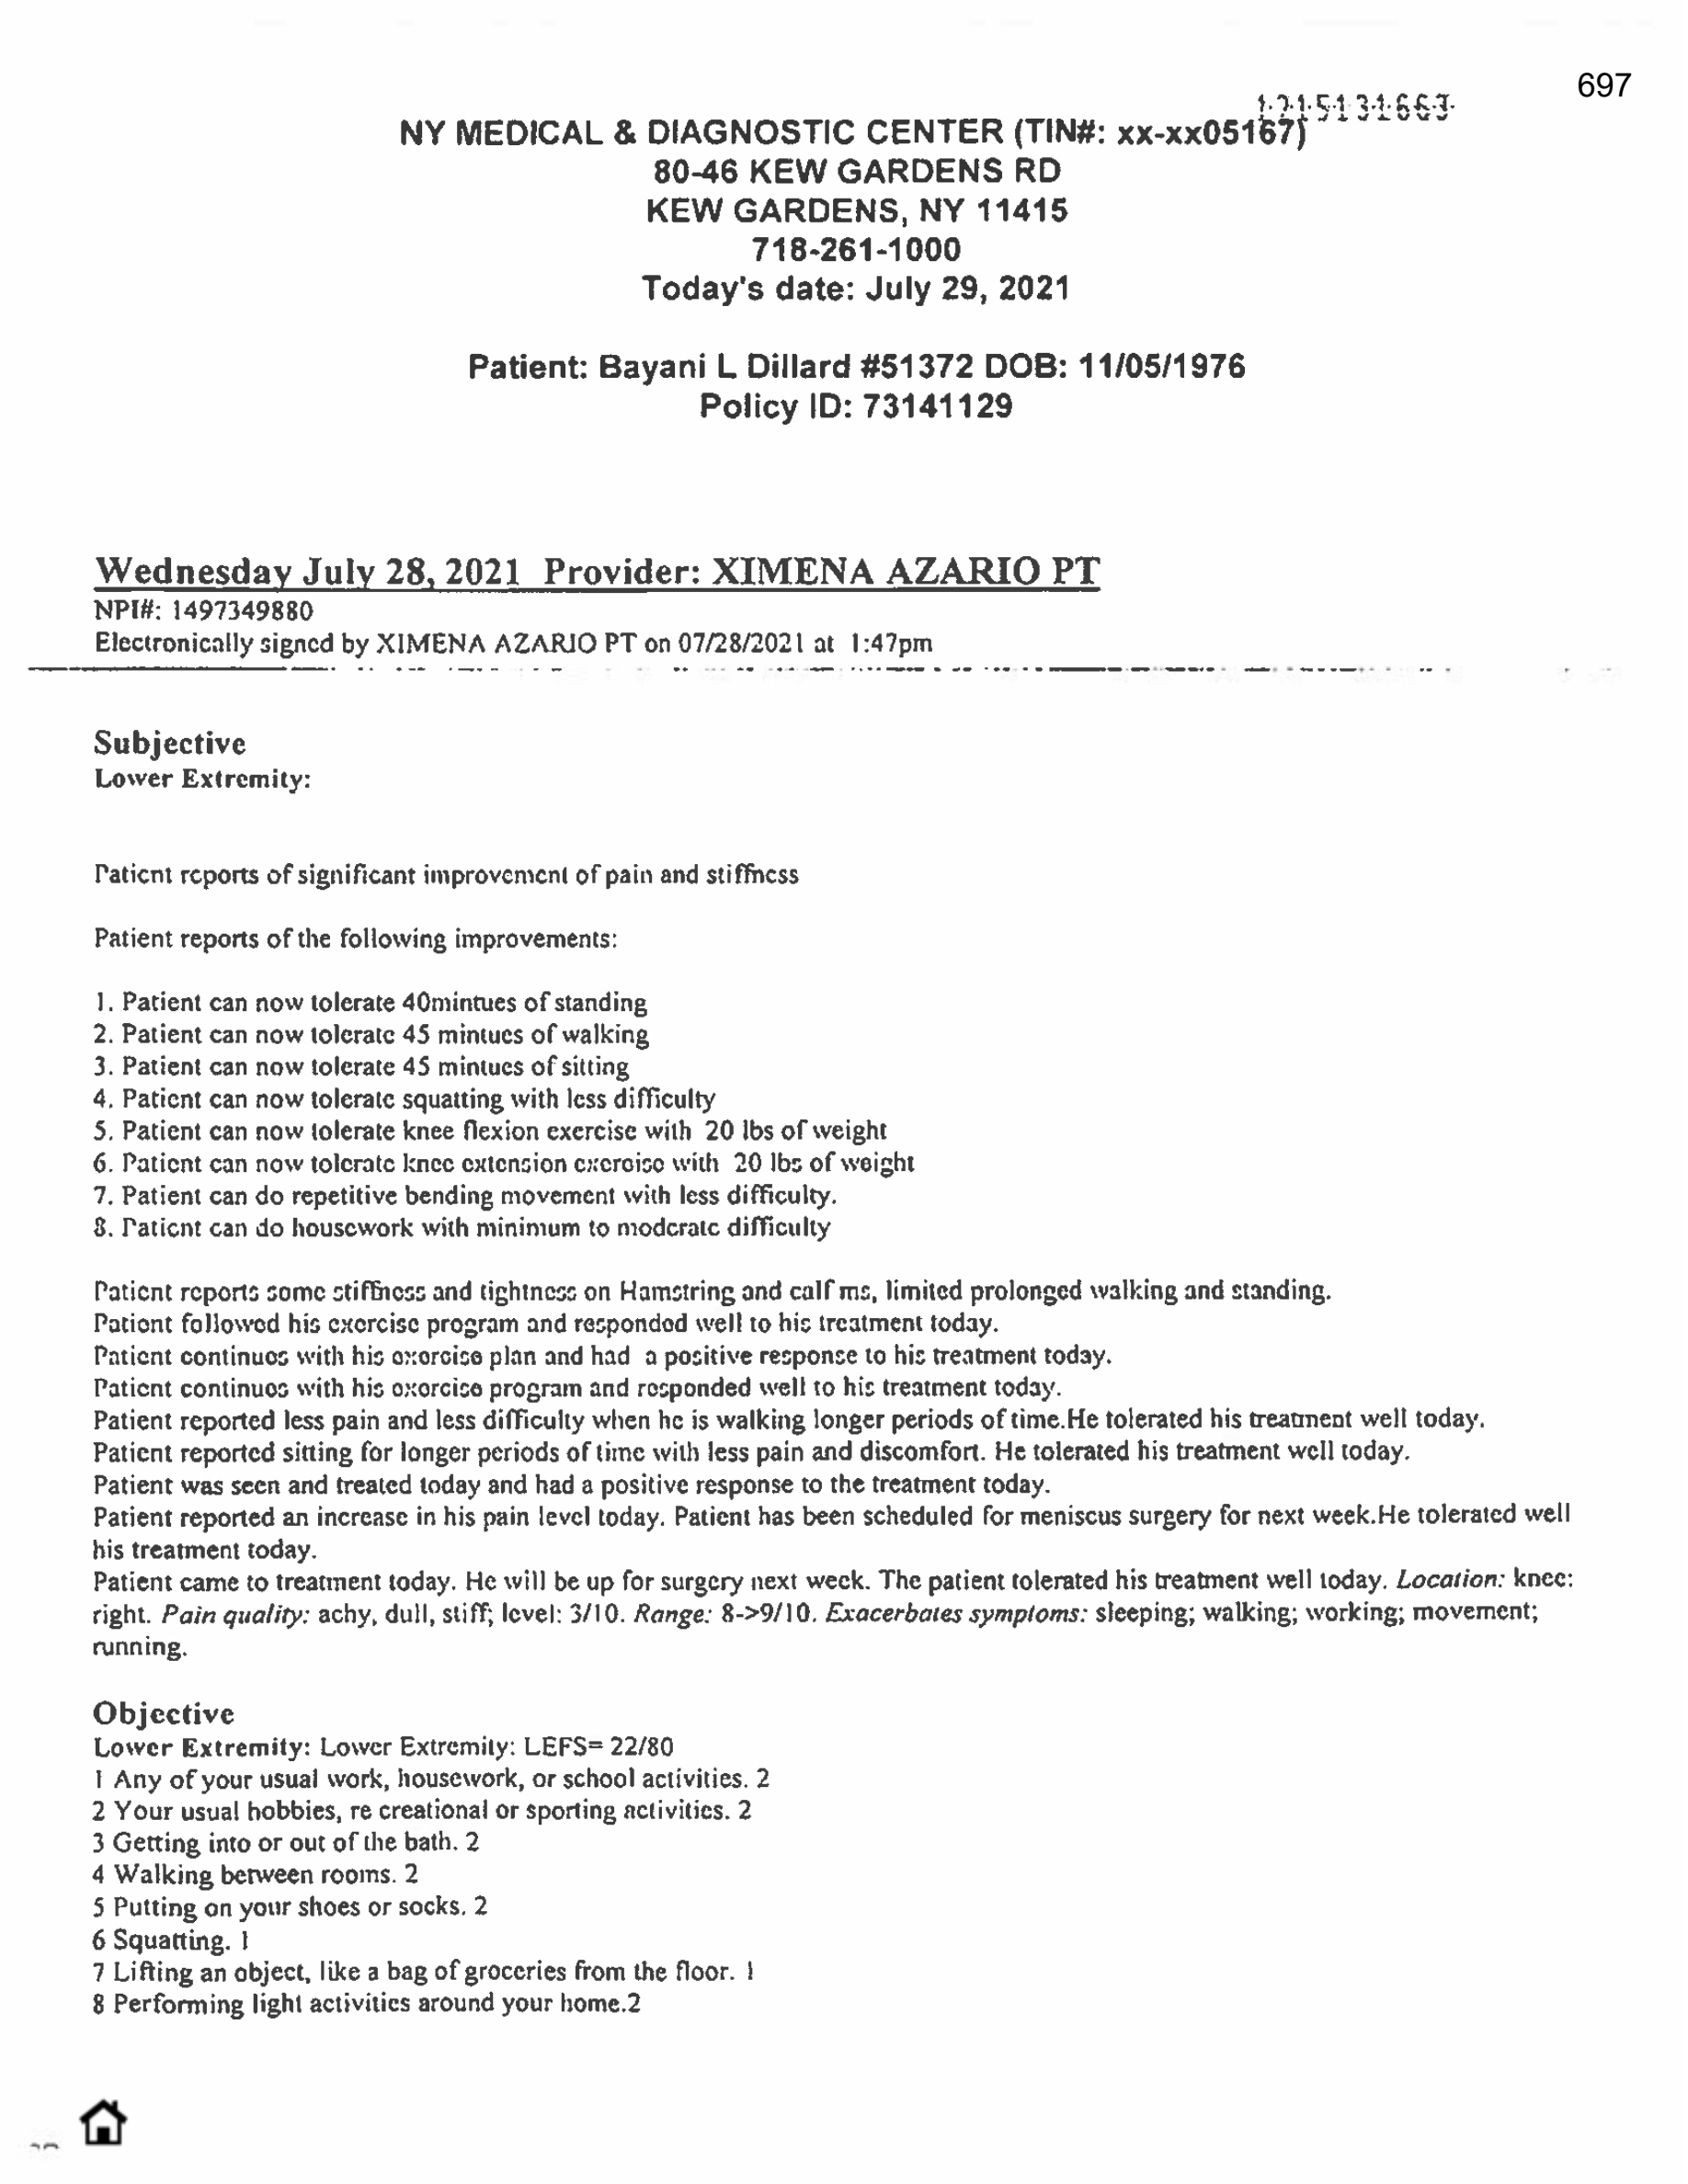 697
12151316663
NY MEDICAL & DIAGNOSTIC CENTER (TIN#: xx-xx05167)
80-46 KEW GARDENS RD
KEW GARDENS, NY 11415
718-261-1000
Today's date: July 29, 2021
Patient: Bayani L Dillard #51372 DOB: 11/05/1976
Policy ID: 73141129
Wednesday July 28, 2021 Provider: XIMENA AZARIO PT
NPI#: 1497349880
Electronically signed by XIMENA AZARIO PT on 07/28/2021 at 1:47pm
Subjective
Lower Extremity:
Patient reports of significant improvement of pain and stiffness
Patient reports of the following improvements:
1. Patient can now tolerate 40mintues of standing
2. Patient can now tolerate 45 mintues of walking
3. Patient can now tolerate 45 mintues of sitting
4. Patient can now tolerate squatting with less difficulty
5. Patient can now tolerate knee flexion exercise with 20 lbs of weight
6. Patient can now tolerate knee extension exercise with 20 lbs of weight
7. Patient can do repetitive bending movement with less difficulty.
8. Patient can do housework with minimum to moderate difficulty
Patient reports some stiffness and tightness on Hamstring and calf ms, limited prolonged walking and standing.
Patient followed his exercise program and responded well to his treatment today.
Patient continues with his exercise plan and had a positive response to his treatment today.
Patient continues with his exercise program and responded well to his treatment today.
Patient reported less pain and less difficulty when he is walking longer periods of time.He tolerated his treatment well today.
Patient reported sitting for longer periods of time with less pain and discomfort. He tolerated his treatment well today.
Patient was seen and treated today and had a positive response to the treatment today.
Patient reported an increase in his pain level today. Patient has been scheduled for meniscus surgery for next week.He tolerated well
his treatment today.
Patient came to treatment today. He will be up for surgery next week. The patient tolerated his treatment well today. Location: knee:
right. Pain quality: achy, dull, stiff; level: 3/10. Range: 8->9/10. Exacerbates symptoms: sleeping; walking; working; movement;
running.
Objective
Lower Extremity: Lower Extremity: LEFS= 22/80
1 Any of your usual work, housework, or school activities. 2
2 Your usual hobbies, re creational or sporting activities. 2
3 Getting into or out of the bath. 2
4 Walking between rooms. 2
5 Putting on your shoes or socks. 2
6 Squatting. 1
7 Lifting an object, like a bag of groceries from the floor. 1
8 Performing light activities around your home.2